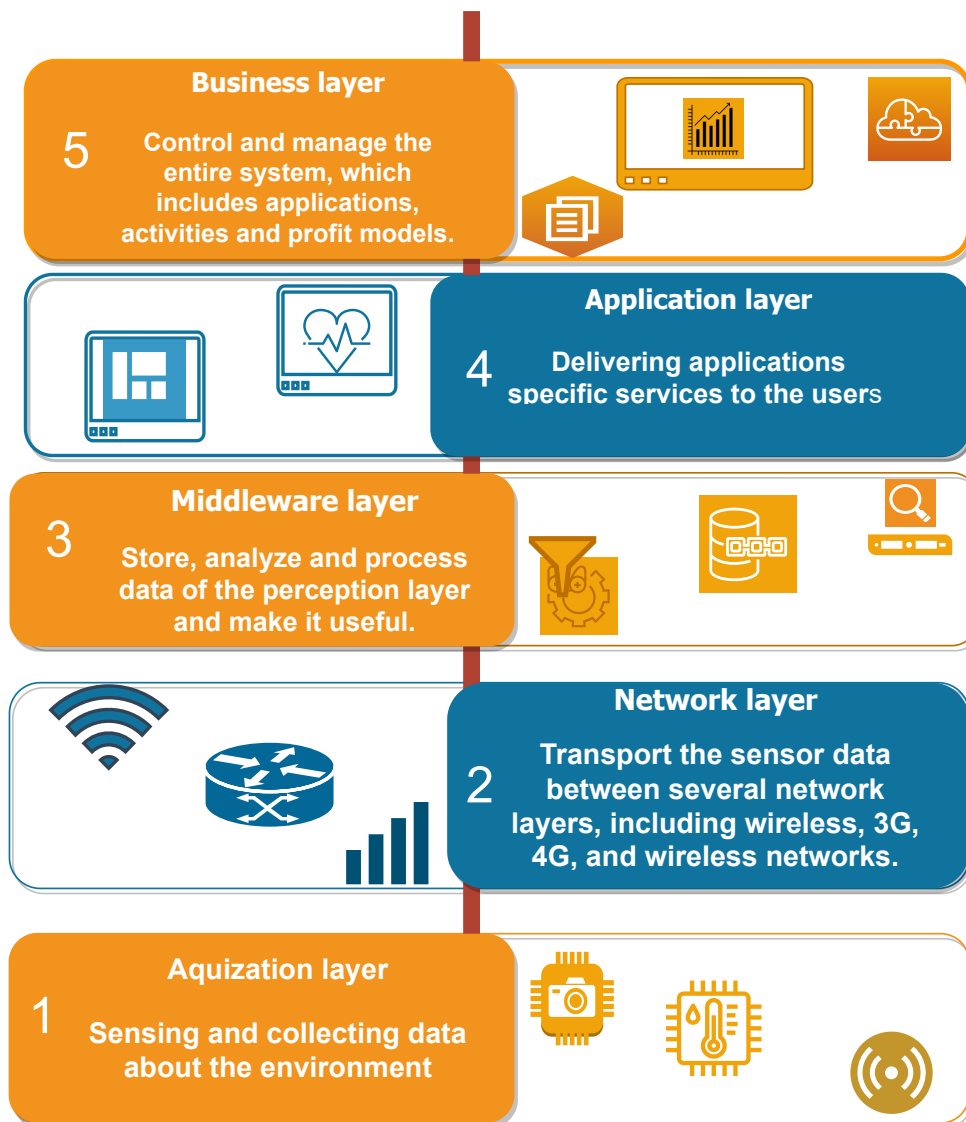 Business layer
5
Control and manage the
entire system, which
includes applications,
activities and profit models.
Application layer
4
Delivering applications
specific services to the users
Middleware layer
3
Store, analyze and process
data of the perception layer
and make it useful.
Network layer
2
Transport the sensor data
between several network
layers, including wireless, 3G,
4G, and wireless networks.
Aquization layer
1
Sensing and collecting data
about the environment